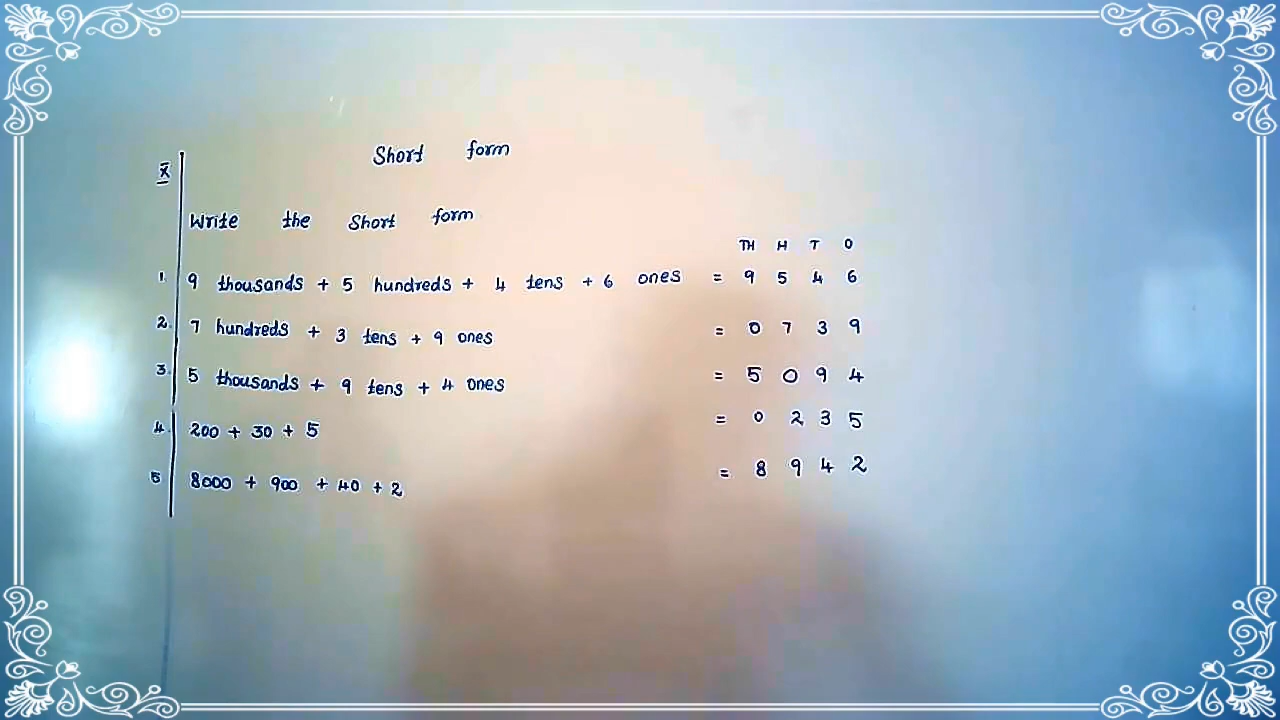 Short form
X
Write the Short form
TH H T O
1. 9 thousands + 5 hundreds + 4 tens + 6 ones = 9 5 4 6
2. 7 hundreds + 3 tens + 9 ones = 0 7 3 9
3. 5 thousands + 9 tens + 4 ones = 5 0 9 4
4. 200 + 30 + 5 = 0 2 3 5
5 8000 + 900 + 40 + 2 = 8 9 4 2